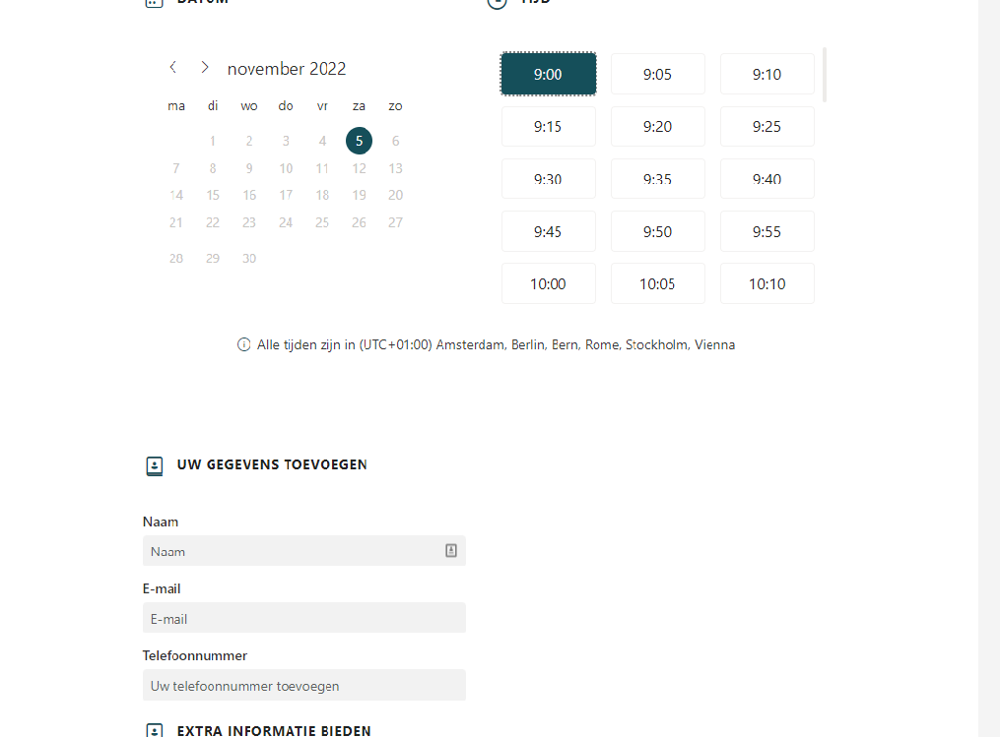 DATUM
TIJD
november 2022
ma di wo do vr za zo
1 2 3 4 5 6
7 8 9 10 11 12 13
14 15 16 17 18 19 20
21 22 23 24 25 26 27
28 29 30
9:00 9:05 9:10
9:15 9:20 9:25
9:30 9:35 9:40
9:45 9:50 9:55
10:00 10:05 10:10
Alle tijden zijn in (UTC+01:00) Amsterdam, Berlin, Bern, Rome, Stockholm, Vienna
UW GEGEVENS TOEVOEGEN
Naam
Naam
E-mail
E-mail
Telefoonnummer
Uw telefoonnummer toevoegen
EXTRA INFORMATIE BIEDEN